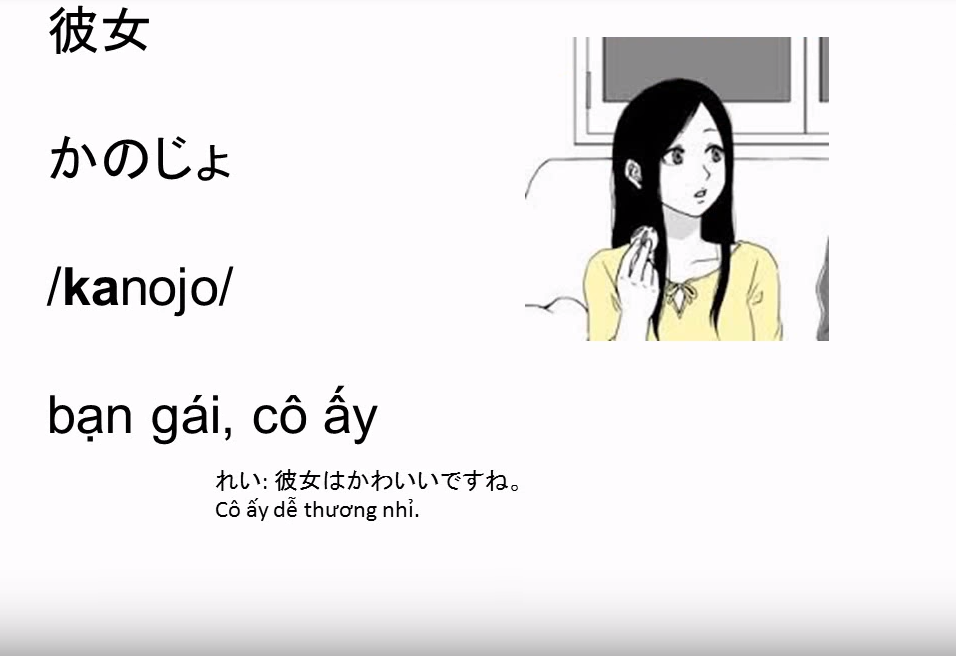 彼女
かのじょ
/kanojo/
bạn gái, cô ấy
れい: 彼女はかわいいですね。
Cô ấy dễ thương nhỉ.